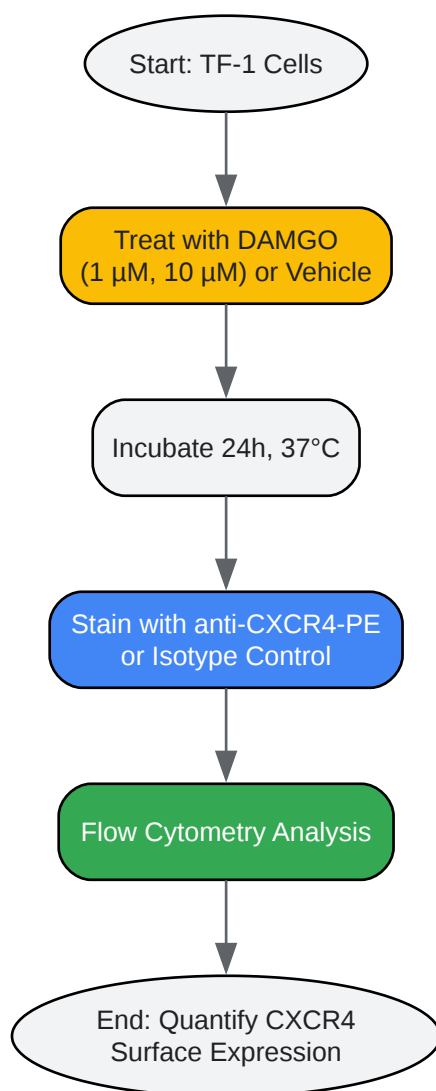 Start: TF-1 Cells
Treat with DAMGO
(1 µM, 10 µM) or Vehicle
Incubate 24h, 37°C
Stain with anti-CXCR4-PE
or Isotype Control
Flow Cytometry Analysis
End: Quantify CXCR4
Surface Expression